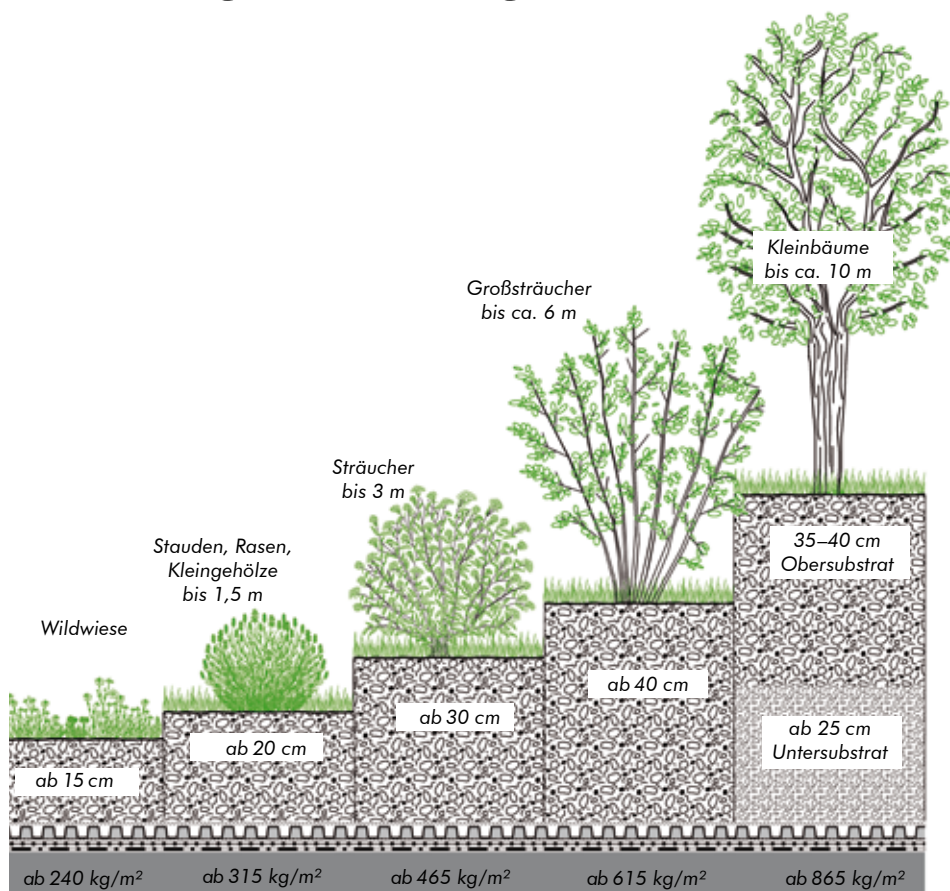 Kleinbäume
bis ca. 10 m
Großsträucher
bis ca. 6 m
Sträucher
bis 3 m
Stauden, Rasen,
Kleingehölze
bis 1,5 m
Wildwiese
35–40 cm
Obersubstrat
ab 40 cm
ab 30 cm
ab 20 cm
ab 15 cm
ab 25 cm
Untersubstrat
ab 240 kg/m²
ab 315 kg/m²
ab 465 kg/m²
ab 615 kg/m²
ab 865 kg/m²